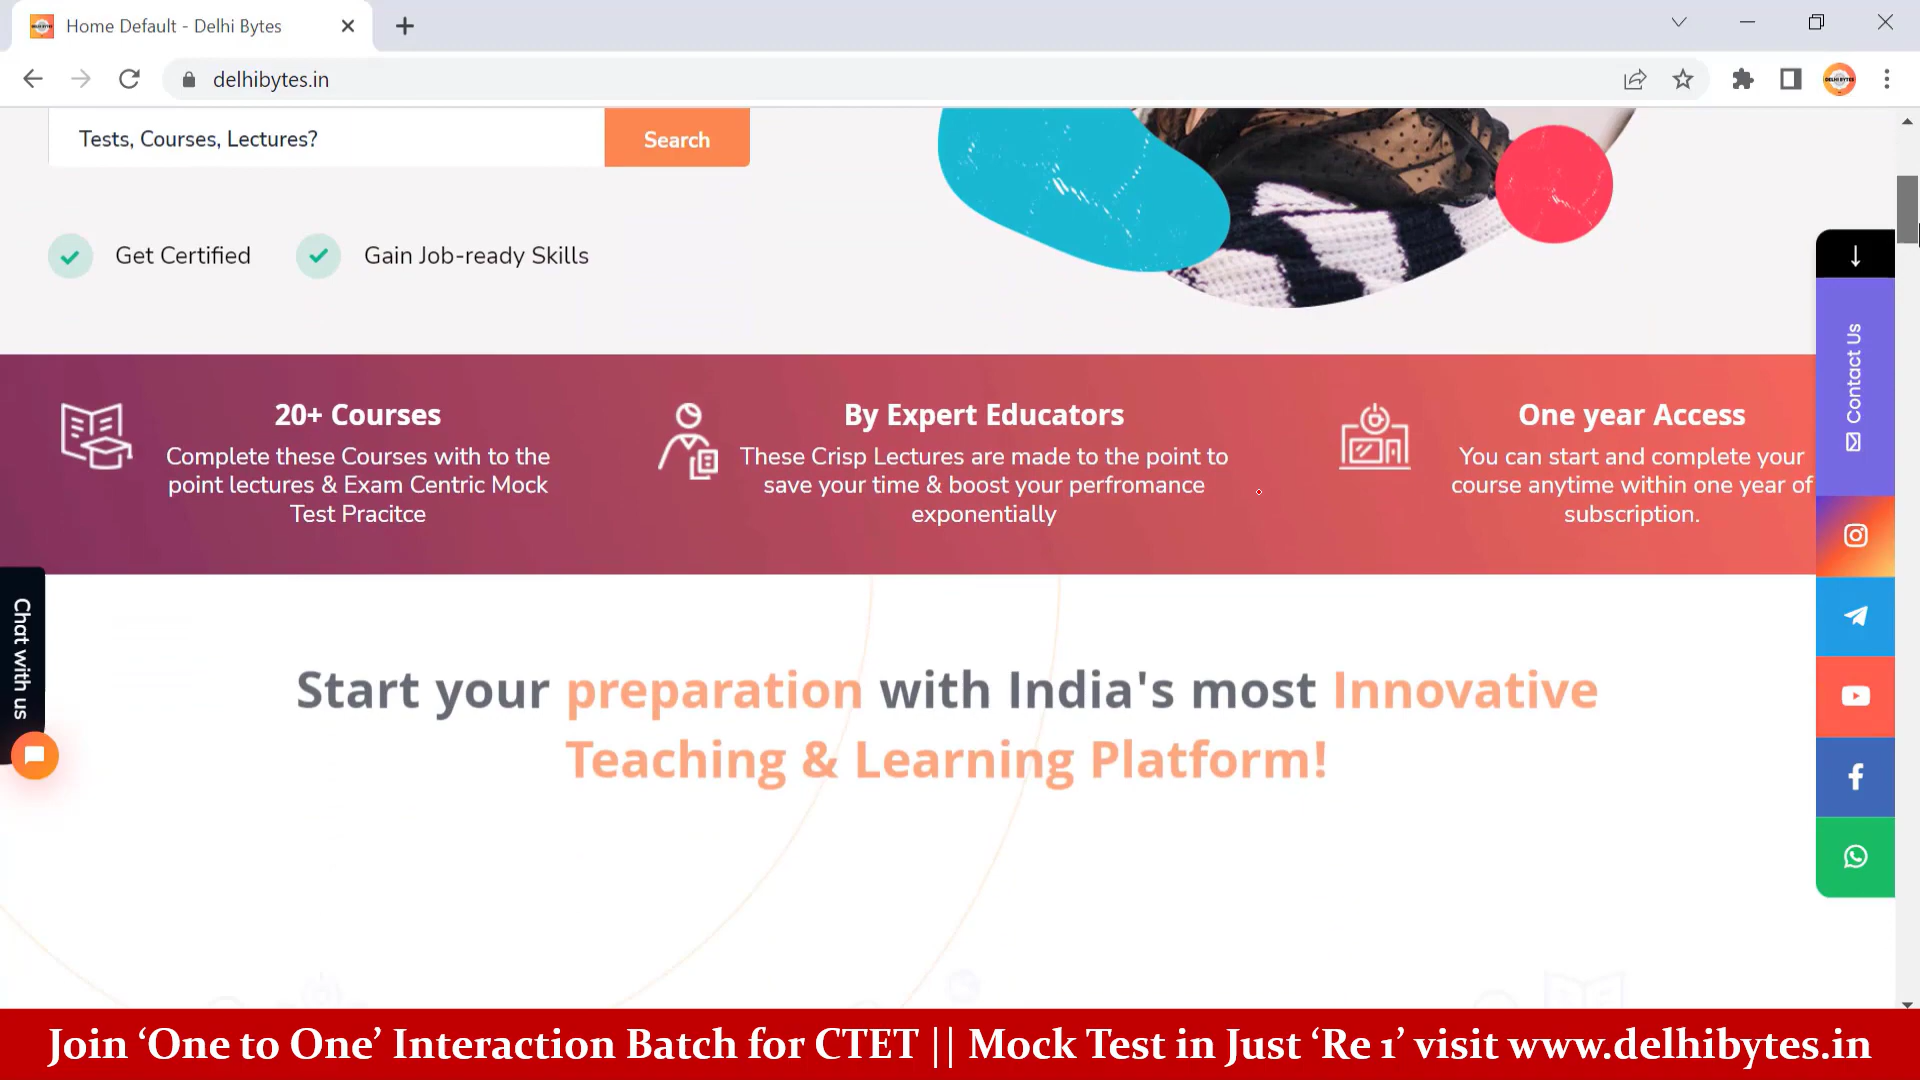 Home Default - Delhi Bytes
delhibytes.in
Tests, Courses, Lectures?
Search
Get Certified
Gain Job-ready Skills
20+ Courses
Complete these Courses with to the
point lectures & Exam Centric Mock
Test Pracitce
By Expert Educators
These Crisp Lectures are made to the point to
save your time & boost your perfromance
exponentially
One year Access
You can start and complete your
course anytime within one year of
subscription.
Contact Us
Chat with us
Start your preparation with India's most Innovative
Teaching & Learning Platform!
Join ‘One to One’ Interaction Batch for CTET || Mock Test in Just ‘Re 1’ visit www.delhibytes.in